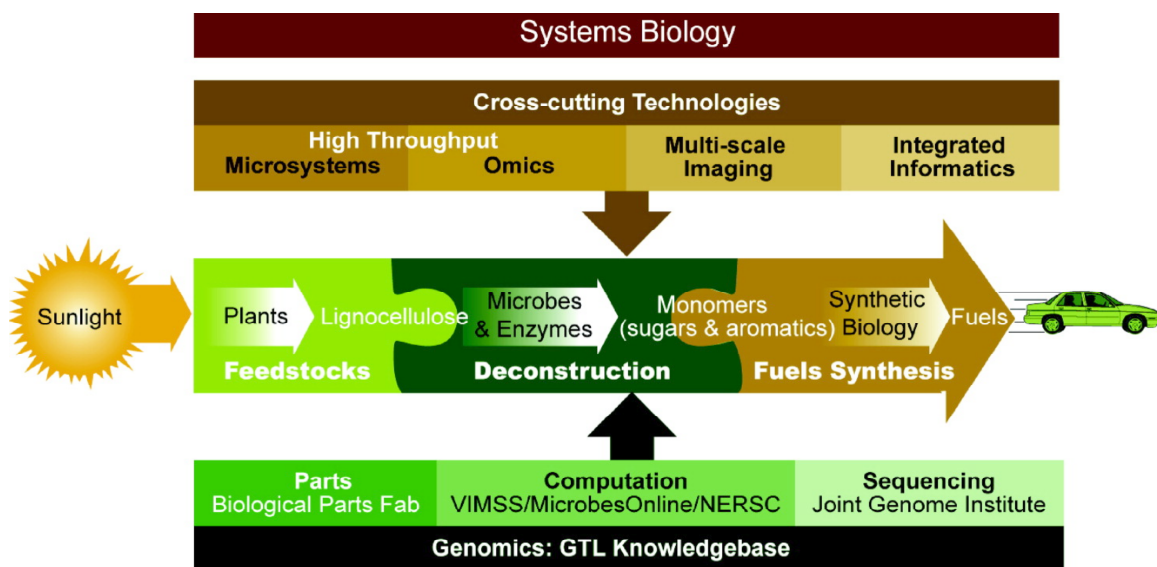 Systems Biology
Cross-cutting Technologies
High Throughput
Microsystems
Omics
Multi-scale
Imaging
Integrated
Informatics
Sunlight
Plants
Lignocellulose
Microbes
& Enzymes
Monomers
(sugars & aromatics)
Synthetic
Biology
Fuels
Feedstocks
Deconstruction
Fuels Synthesis
Parts
Biological Parts Fab
Computation
VIMSS/MicrobesOnline/NERSC
Sequencing
Joint Genome Institute
Genomics: GTL Knowledgebase